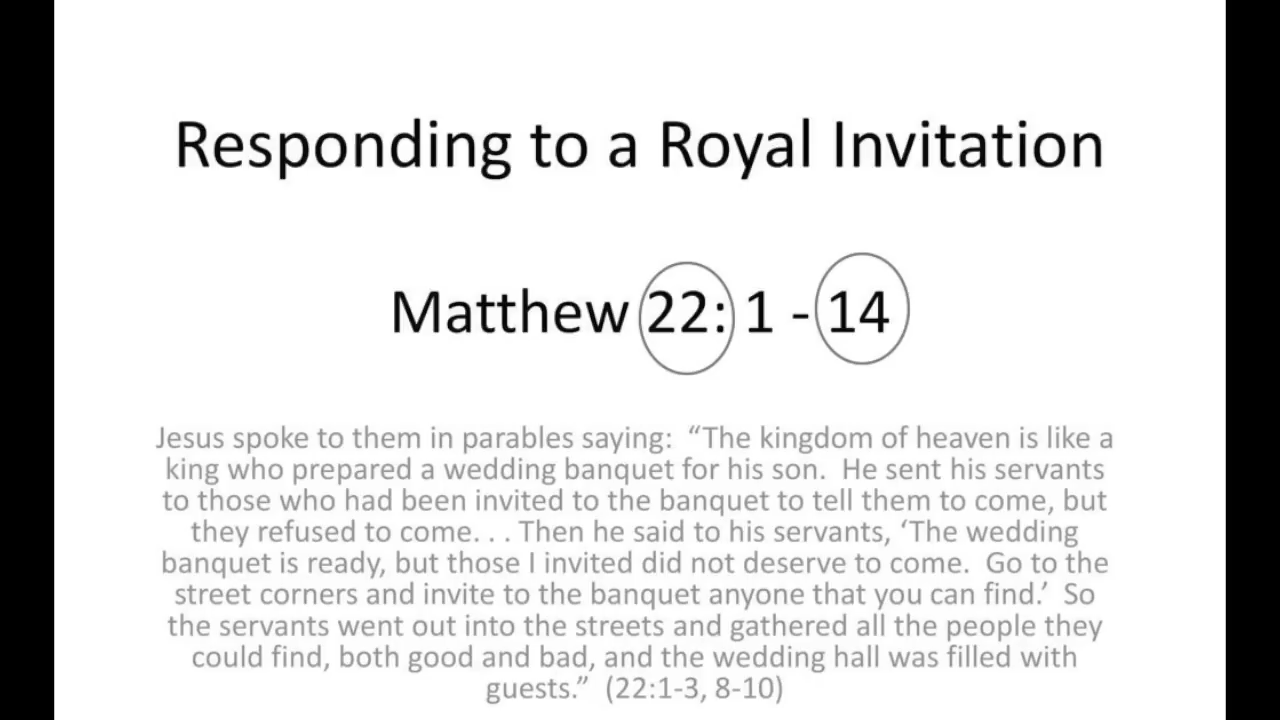 Responding to a Royal Invitation
Matthew 22: 1 - 14
Jesus spoke to them in parables saying:  “The kingdom of heaven is like a
king who prepared a wedding banquet for his son.  He sent his servants
to those who had been invited to the banquet to tell them to come, but
they refused to come. . . Then he said to his servants, ‘The wedding
banquet is ready, but those I invited did not deserve to come.  Go to the
street corners and invite to the banquet anyone that you can find.’  So
the servants went out into the streets and gathered all the people they
could find, both good and bad, and the wedding hall was filled with
guests.”  (22:1-3, 8-10)